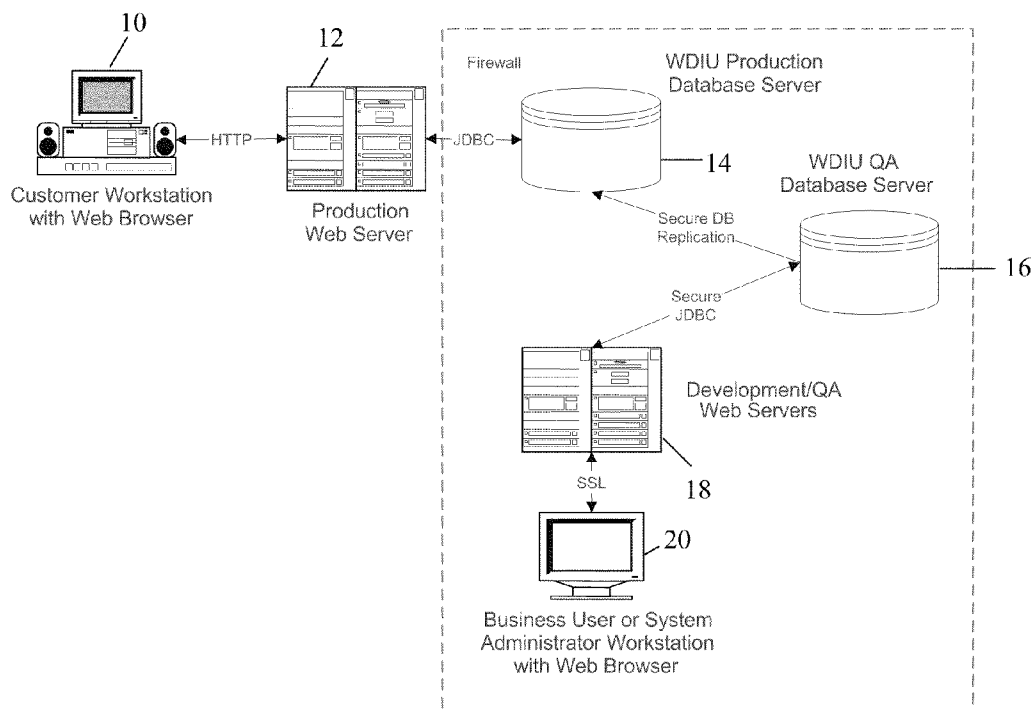 10
12
Firewall
WDIU Production
Database Server
HTTP
JDBC
14
WDIU QA
Database Server
Customer Workstation
with Web Browser
Production
Web Server
Secure DB
Replication
16
Secure
JDBC
Development/QA
Web Servers
18
SSL
20
Business User or System
Administrator Workstation
with Web Browser